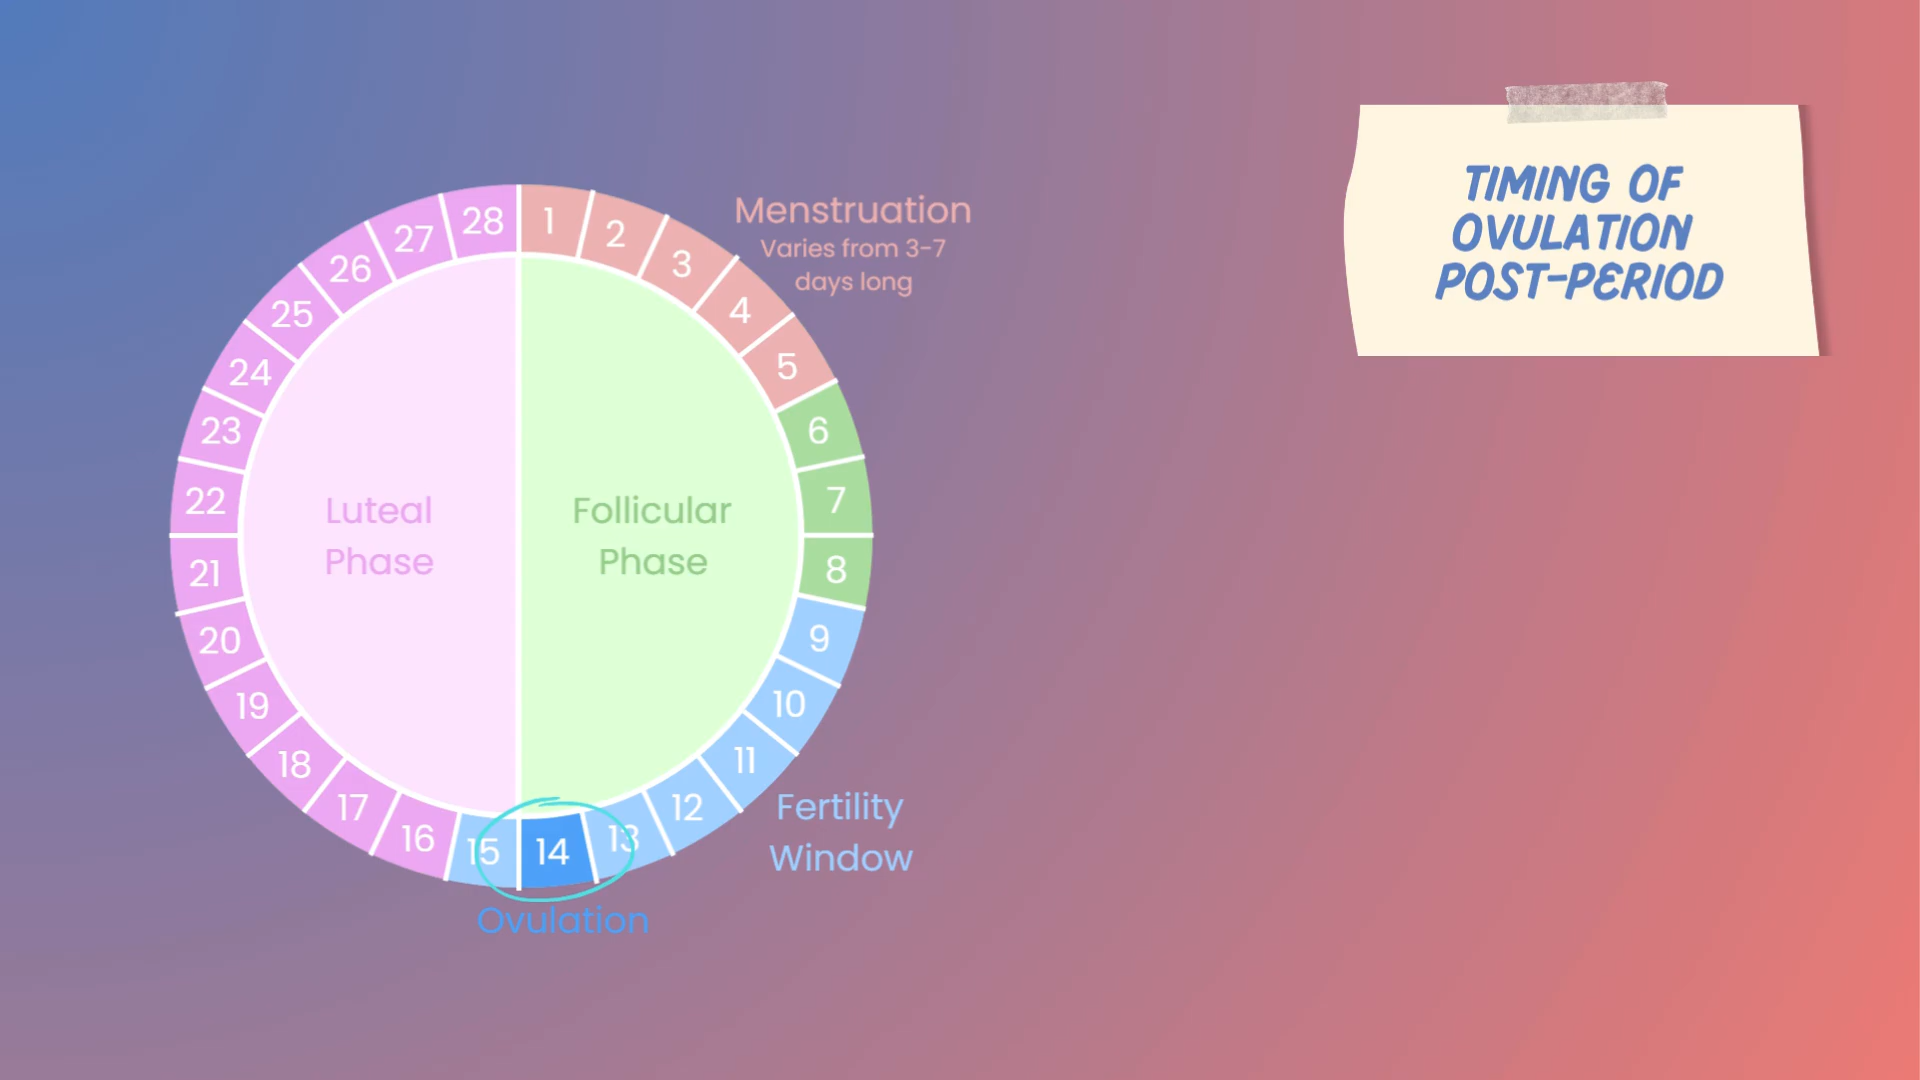 TIMING OF
OVULATION
POST-PERIOD
Menstruation
Varies from 3-7
days long
1
2
3
4
5
6
7
8
9
10
11
12
13
14
15
16
17
18
19
20
21
22
23
24
25
26
27
28
Luteal
Phase
Follicular
Phase
Fertility
Window
Ovulation